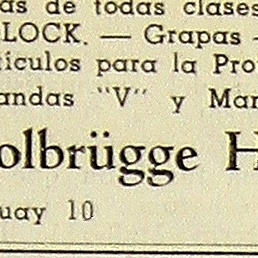 as de todas clases
LOCK. — Grapas -
ticulos para la Pro
andas "V" y Mar
olbrügge H
uay 10